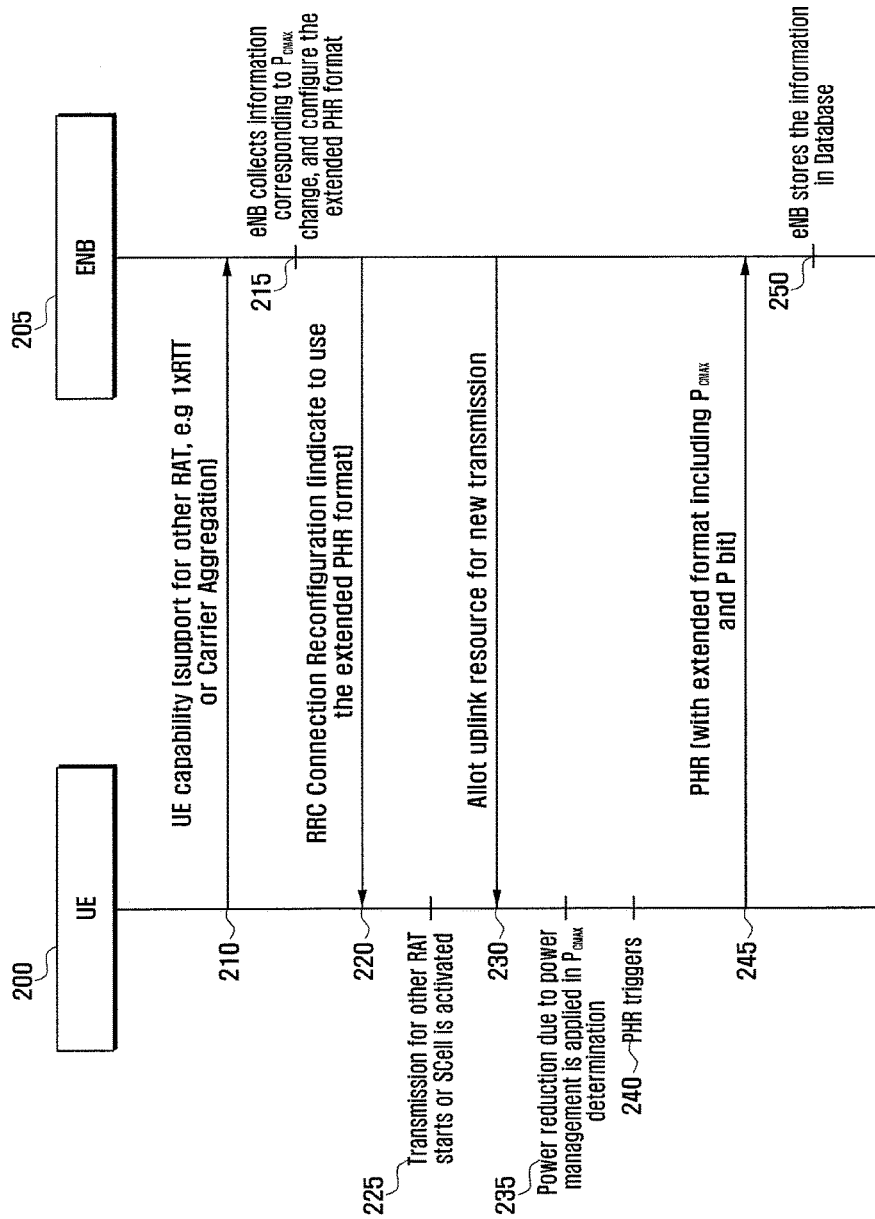 200
UE
205
ENB
UE capability (support for other RAT, e.g 1xRTT
or Carrier Aggregation)
210
eNB collects information
corresponding to PCMAX
change, and configure the
extended PHR format
215
RRC Connection Reconfiguration (indicate to use
the extended PHR format)
220
225
Transmission for other RAT
starts or SCell is activated
Allot uplink resource for new transmission
230
235
Power reduction due to power
management is applied in PCMAX
determination
240
PHR triggers
PHR (with extended format including PCMAX
and P bit)
245
250
eNB stores the information
in Database